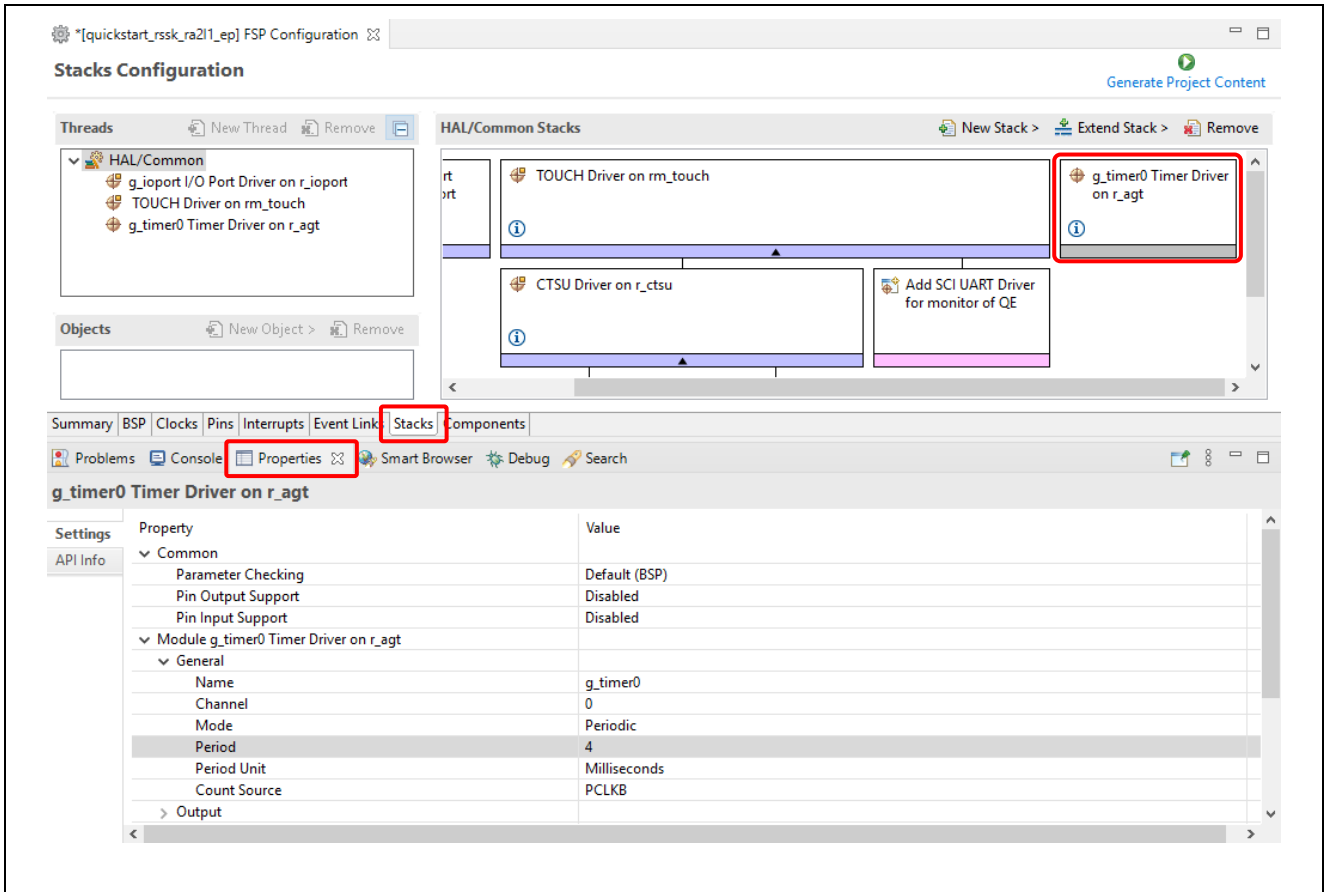 *[quickstart_rssk_ra2l1_ep] FSP Configuration
Stacks Configuration
Generate Project Content
Threads
New Thread
Remove
HAL/Common
g_ioport I/O Port Driver on r_ioport
TOUCH Driver on rm_touch
g_timer0 Timer Driver on r_agt
Objects
New Object >
Remove
HAL/Common Stacks
New Stack >
Extend Stack >
Remove
rt
ort
TOUCH Driver on rm_touch
g_timer0 Timer Driver
on r_agt
CTSU Driver on r_ctsu
Add SCI UART Driver
for monitor of QE
Summary BSP Clocks Pins Interrupts Event Links Stacks Components
Problems Console Properties Smart Browser Debug Search
g_timer0 Timer Driver on r_agt
Settings
API Info
Property Value
Common
Parameter Checking Default (BSP)
Pin Output Support Disabled
Pin Input Support Disabled
Module g_timer0 Timer Driver on r_agt
General
Name g_timer0
Channel 0
Mode Periodic
Period 4
Period Unit Milliseconds
Count Source PCLKB
> Output